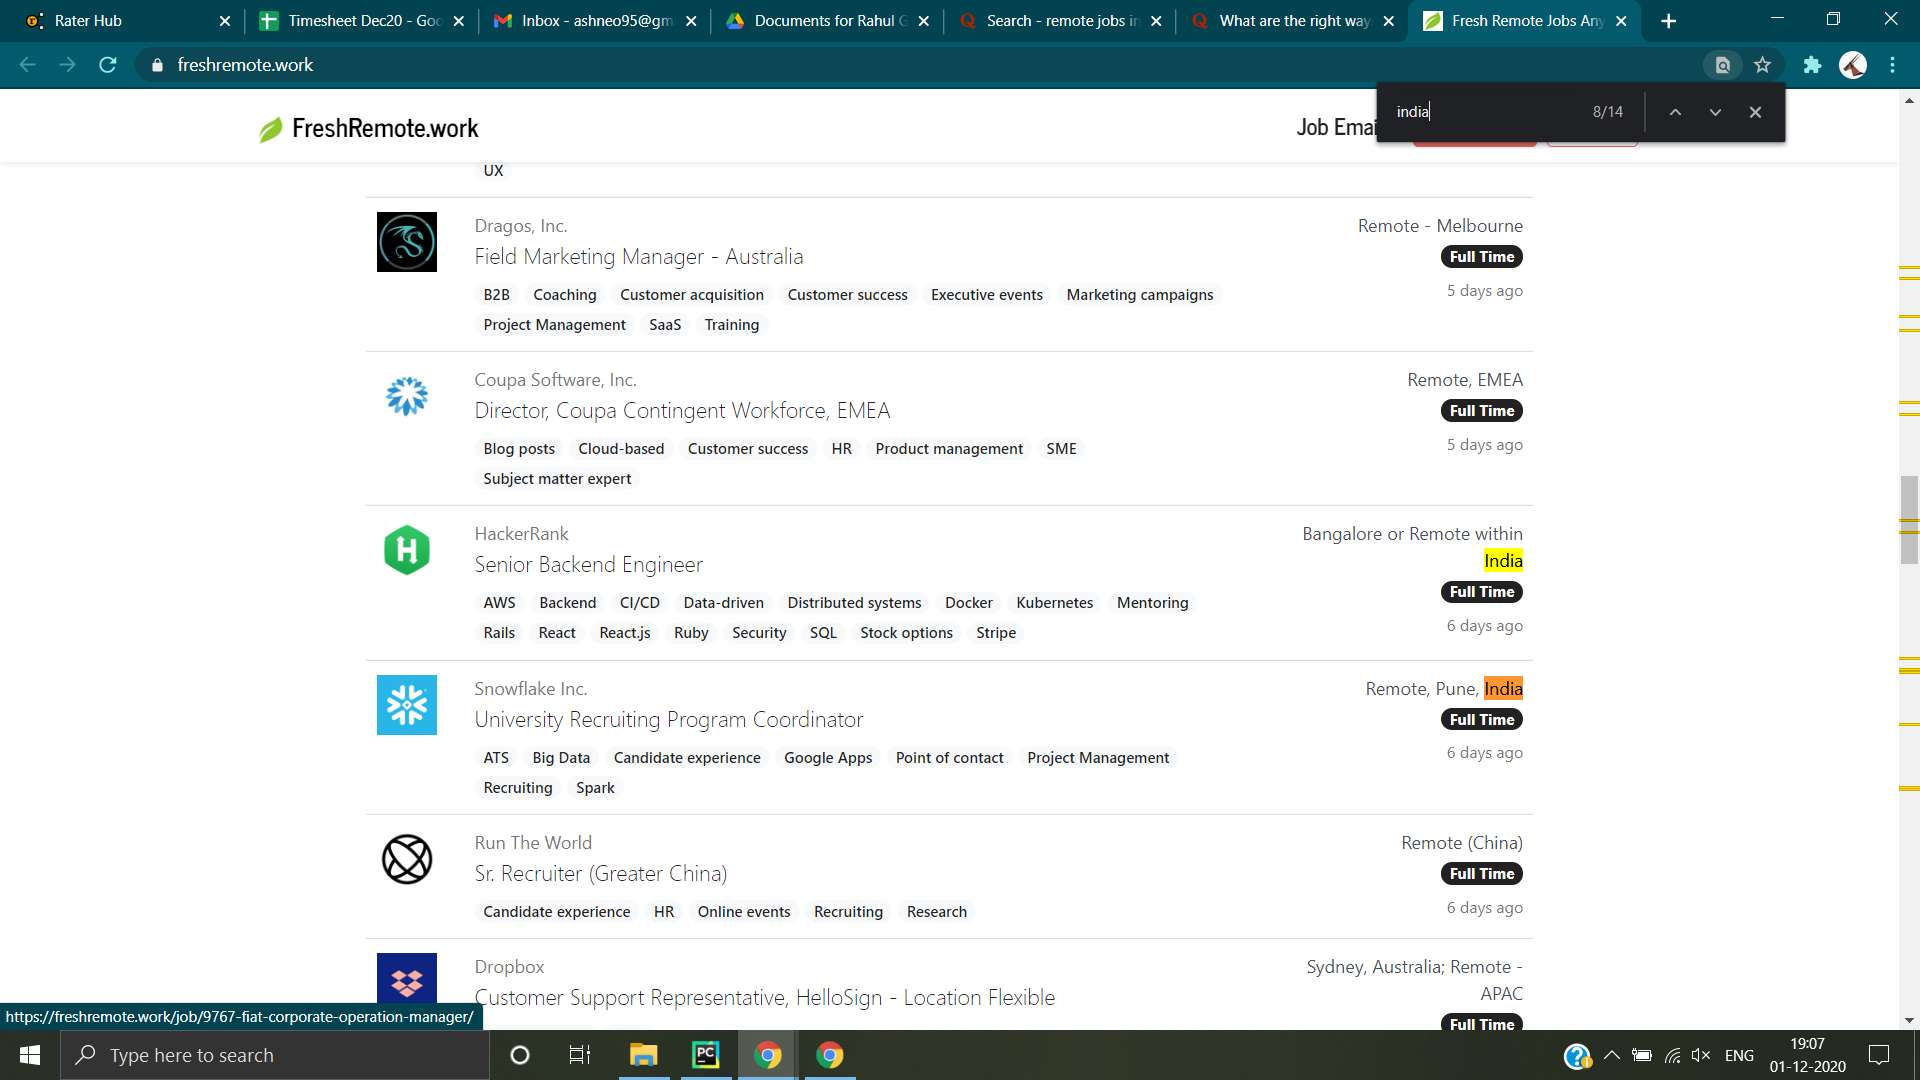 Rater Hub
Timesheet Dec20 - Goo
Inbox - ashneo95@gm
Documents for Rahul G
Search - remote jobs in
What are the right way
Fresh Remote Jobs Any
freshremote.work
india 8/14
FreshRemote.work
Job Emai
UX
Dragos, Inc.
Remote - Melbourne
Field Marketing Manager - Australia
Full Time
B2B Coaching Customer acquisition Customer success Executive events Marketing campaigns
5 days ago
Project Management SaaS Training
Coupa Software, Inc.
Remote, EMEA
Director, Coupa Contingent Workforce, EMEA
Full Time
Blog posts Cloud-based Customer success HR Product management SME
5 days ago
Subject matter expert
HackerRank
Bangalore or Remote within
India
Senior Backend Engineer
Full Time
AWS Backend CI/CD Data-driven Distributed systems Docker Kubernetes Mentoring
6 days ago
Rails React React.js Ruby Security SQL Stock options Stripe
Snowflake Inc.
Remote, Pune, India
University Recruiting Program Coordinator
Full Time
ATS Big Data Candidate experience Google Apps Point of contact Project Management
6 days ago
Recruiting Spark
Run The World
Remote (China)
Sr. Recruiter (Greater China)
Full Time
Candidate experience HR Online events Recruiting Research
6 days ago
Dropbox
Sydney, Australia; Remote -
APAC
Customer Support Representative, HelloSign - Location Flexible
Full Time
https://freshremote.work/job/9767-fiat-corporate-operation-manager/
Type here to search
PC
ENG
19:07
01-12-2020